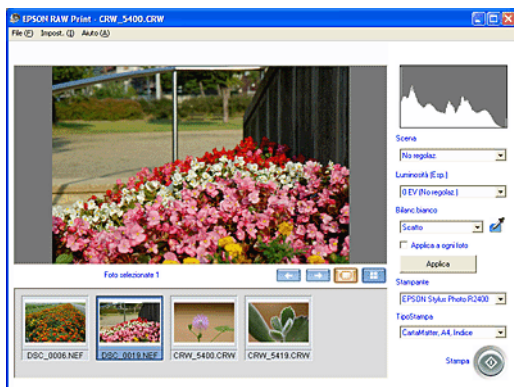 EPSON RAW Print - CRW_5400.CRW
File (F) Impost. (I) Aiuto (A)
Scena
No regolaz.
Luminosità (Esp.)
0 EV (No regolaz.)
Bilanc.bianco
Scatto
Applica a ogni foto
Applica
Foto selezionate 1
Stampante
EPSON Stylus Photo R2400
TipoStampa
CartaMatter, A4, Indice
DSC_0006.NEF
DSC_0019.NEF
CRW_5400.CRW
CRW_5419.CRW
Stampa